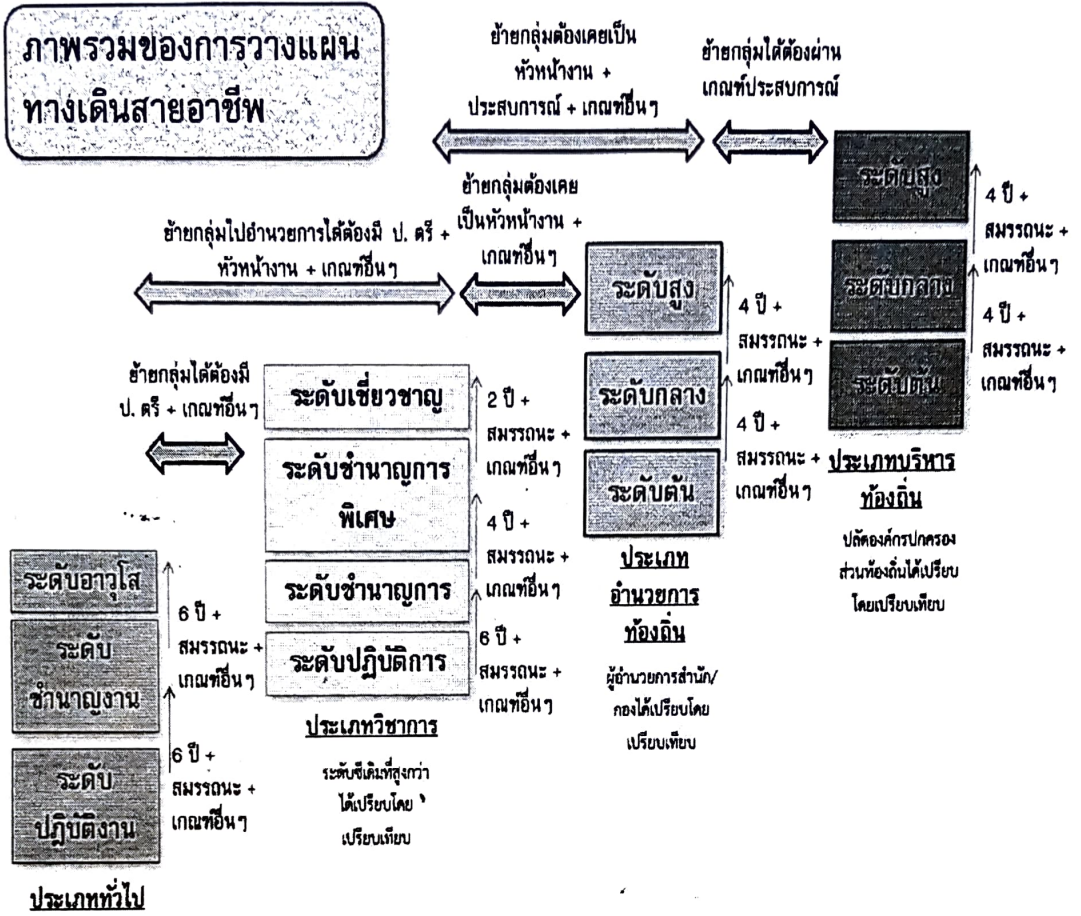 ภาพรวมของการวางแผน
ทางเดินสายอาชีพ
ย้ายกลุ่มต้องเคยเป็น
หัวหน้างาน +
ประสบการณ์ + เกณฑ์อื่นๆ
ย้ายกลุ่มได้ต้องผ่าน
เกณฑ์ประสบการณ์
ย้ายกลุ่มไปอำนวยการได้ต้องมี ป. ตรี +
หัวหน้างาน + เกณฑ์อื่นๆ
ย้ายกลุ่มต้องเคย
เป็นหัวหน้างาน +
เกณฑ์อื่นๆ
ย้ายกลุ่มได้ต้องมี
ป. ตรี + เกณฑ์อื่นๆ
ระดับอาวุโส
6 ปี +
สมรรถนะ +
เกณฑ์อื่นๆ
ระดับ
ชำนาญงาน
6 ปี +
สมรรถนะ +
เกณฑ์อื่นๆ
ระดับ
ปฏิบัติงาน
ประเภททั่วไป
ระดับเชี่ยวชาญ
2 ปี +
สมรรถนะ +
เกณฑ์อื่นๆ
ระดับชำนาญการ
พิเศษ
4 ปี +
สมรรถนะ +
เกณฑ์อื่นๆ
ระดับชำนาญการ
6 ปี +
สมรรถนะ +
เกณฑ์อื่นๆ
ระดับปฏิบัติการ
ประเภทวิชาการ
ระดับซีเดิมที่สูงกว่า
ได้เปรียบโดย
เปรียบเทียบ
ระดับสูง
4 ปี +
สมรรถนะ +
เกณฑ์อื่นๆ
ระดับกลาง
4 ปี +
สมรรถนะ +
เกณฑ์อื่นๆ
ระดับต้น
ประเภท
อำนวยการ
ท้องถิ่น
ผู้อำนวยการสำนัก/
กองได้เปรียบโดย
เปรียบเทียบ
ระดับสูง
4 ปี +
สมรรถนะ +
เกณฑ์อื่นๆ
ระดับกลาง
4 ปี +
สมรรถนะ +
เกณฑ์อื่นๆ
ระดับต้น
ประเภทบริหาร
ท้องถิ่น
ปลัดองค์กรปกครอง
ส่วนท้องถิ่นได้เปรียบ
โดยเปรียบเทียบ